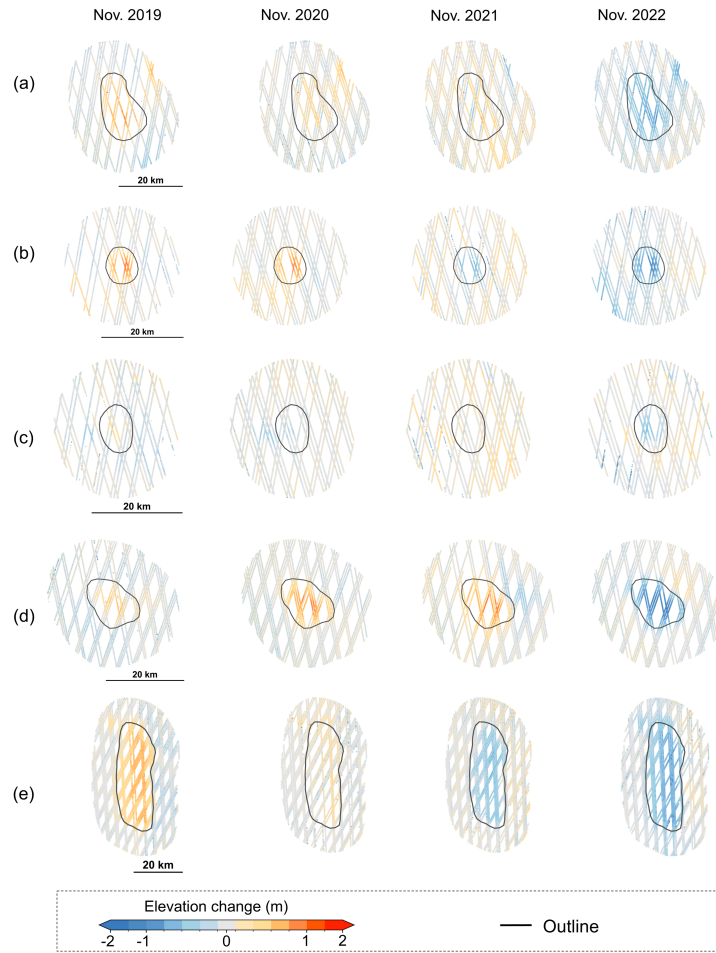 Nov. 2019 Nov. 2020 Nov. 2021 Nov. 2022
(a)
20 km
(b)
20 km
(c)
20 km
(d)
20 km
(e)
20 km
Elevation change (m)
-2 -1 0 1 2
Outline